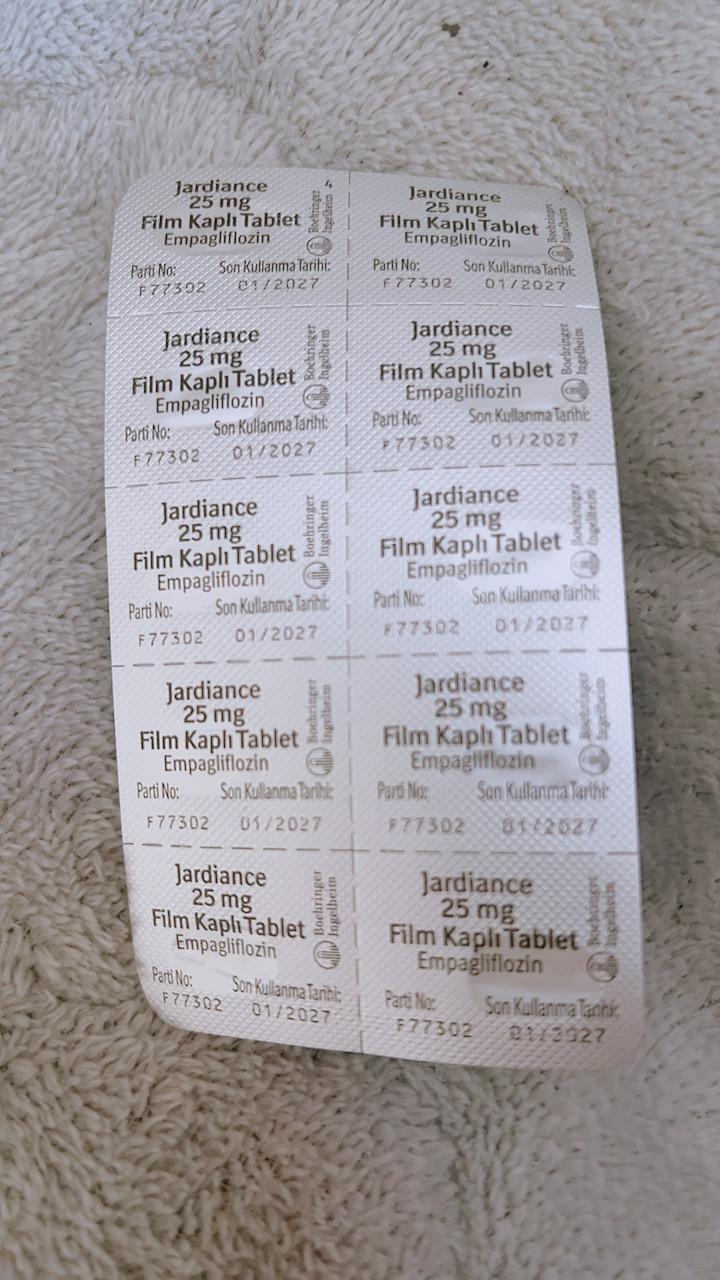 Jardiance
25 mg
Film Kaplı Tablet
Empagliflozin
Boehringer
Ingelheim
4
Parti No: Son Kullanma Tarihi:
F77302 01/2027
Jardiance
25 mg
Film Kaplı Tablet
Empagliflozin
Boehringer
Ingelheim
Parti No: Son Kullanma Tarihi:
F77302 01/2027
Jardiance
25 mg
Film Kaplı Tablet
Empagliflozin
Boehringer
Ingelheim
Parti No: Son Kullanma Tarihi:
F77302 01/2027
Jardiance
25 mg
Film Kaplı Tablet
Empagliflozin
Boehringer
Ingelheim
Parti No: Son Kullanma Tarihi:
F77302 01/2027
Jardiance
25 mg
Film Kaplı Tablet
Empagliflozin
Boehringer
Ingelheim
Parti No: Son Kullanma Tarihi:
F77302 01/2027
Jardiance
25 mg
Film Kaplı Tablet
Empagliflozin
Boehringer
Ingelheim
Parti No: Son Kullanma Tarihi:
F77302 01/2027
Jardiance
25 mg
Film Kaplı Tablet
Empagliflozin
Boehringer
Ingelheim
Parti No: Son Kullanma Tarihi:
F77302 01/2027
Jardiance
25 mg
Film Kaplı Tablet
Empagliflozin
Boehringer
Ingelheim
Parti No: Son Kullanma Tarihi:
F77302 01/2027
Jardiance
25 mg
Film Kaplı Tablet
Empagliflozin
Boehringer
Ingelheim
Parti No: Son Kullanma Tarihi:
F77302 01/2027
Jardiance
25 mg
Film Kaplı Tablet
Empagliflozin
Boehringer
Ingelheim
Parti No: Son Kullanma Tarihi:
F77302 01/2027